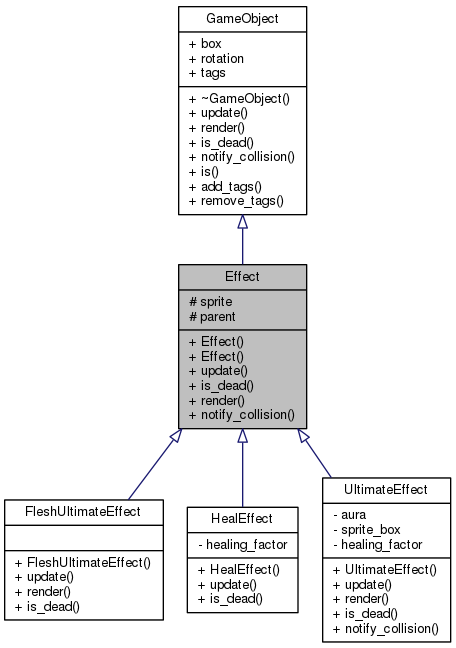 GameObject
+ box
+ rotation
+ tags
+ ~GameObject()
+ update()
+ render()
+ is_dead()
+ notify_collision()
+ is()
+ add_tags()
+ remove_tags()
Effect
# sprite
# parent
+ Effect()
+ Effect()
+ update()
+ is_dead()
+ render()
+ notify_collision()
FleshUltimateEffect
+ FleshUltimateEffect()
+ update()
+ render()
+ is_dead()
HealEffect
- healing_factor
+ HealEffect()
+ update()
+ is_dead()
UltimateEffect
- aura
- sprite_box
- healing_factor
+ UltimateEffect()
+ update()
+ render()
+ is_dead()
+ notify_collision()